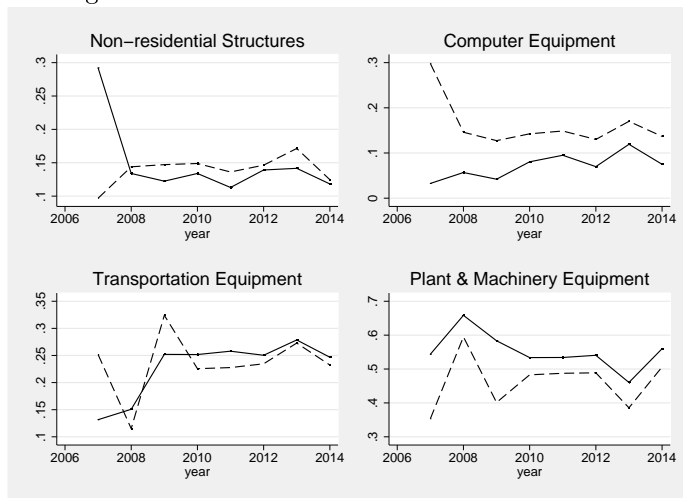 Non−residential Structures
.3
.25
.2
.15
.1
2006 2008 2010 2012 2014
year
Computer Equipment
.3
.2
.1
0
2006 2008 2010 2012 2014
year
Transportation Equipment
.35
.3
.25
.2
.15
.1
2006 2008 2010 2012 2014
year
Plant & Machinery Equipment
.7
.6
.5
.4
.3
2006 2008 2010 2012 2014
year